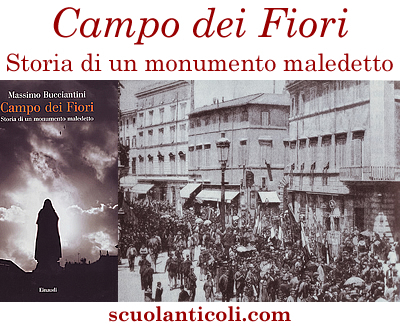 Campo dei Fiori
Storia di un monumento maledetto
Massimo Bucciantini
Campo dei Fiori
Storia di un monumento maledetto
Einaudi
scuolanticoli.com